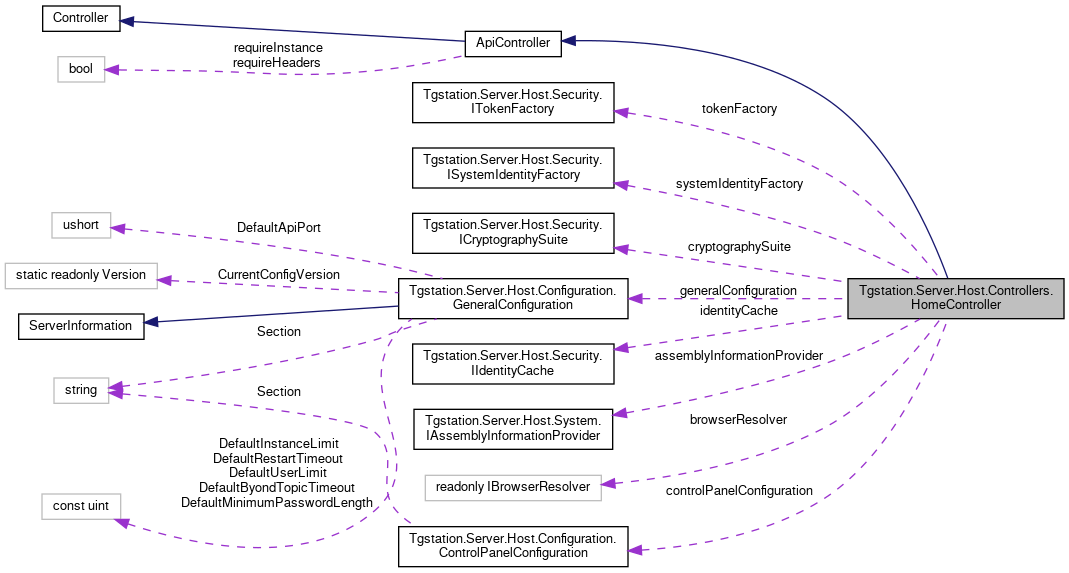 Controller
bool
requireInstance
requireHeaders
ApiController
Tgstation.Server.Host.Security.
ITokenFactory
tokenFactory
Tgstation.Server.Host.Security.
ISystemIdentityFactory
systemIdentityFactory
ushort
DefaultApiPort
Tgstation.Server.Host.Security.
ICryptographySuite
cryptographySuite
static readonly Version
CurrentConfigVersion
Tgstation.Server.Host.Configuration.
GeneralConfiguration
generalConfiguration
Tgstation.Server.Host.Controllers.
HomeController
ServerInformation
Section
identityCache
Tgstation.Server.Host.Security.
IIdentityCache
string
Section
assemblyInformationProvider
Tgstation.Server.Host.System.
IAssemblyInformationProvider
browserResolver
readonly IBrowserResolver
const uint
DefaultInstanceLimit
DefaultRestartTimeout
DefaultUserLimit
DefaultByondTopicTimeout
DefaultMinimumPasswordLength
controlPanelConfiguration
Tgstation.Server.Host.Configuration.
ControlPanelConfiguration